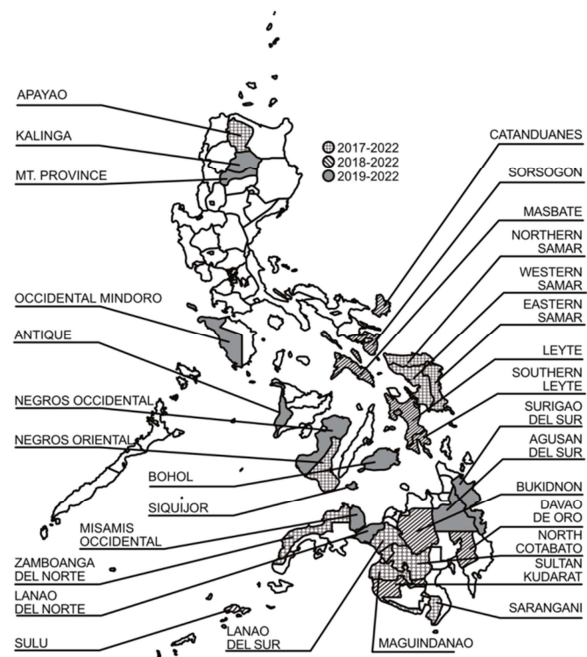 APAYAO
KALINGA
MT. PROVINCE
2017-2022
2018-2022
2019-2022
CATANDUANES
SORSOGON
MASBATE
NORTHERN
SAMAR
WESTERN
SAMAR
EASTERN
SAMAR
LEYTE
SOUTHERN
LEYTE
SURIGAO
DEL SUR
AGUSAN
DEL SUR
BUKIDNON
DAVAO
DE ORO
NORTH
COTABATO
SULTAN
KUDARAT
SARANGANI
OCCIDENTAL MINDORO
ANTIQUE
NEGROS OCCIDENTAL
NEGROS ORIENTAL
BOHOL
SIQUIJOR
MISAMIS
OCCIDENTAL
ZAMBOANGA
DEL NORTE
LANAO
DEL NORTE
SULU
LANAO
DEL SUR
MAGUINDANAO